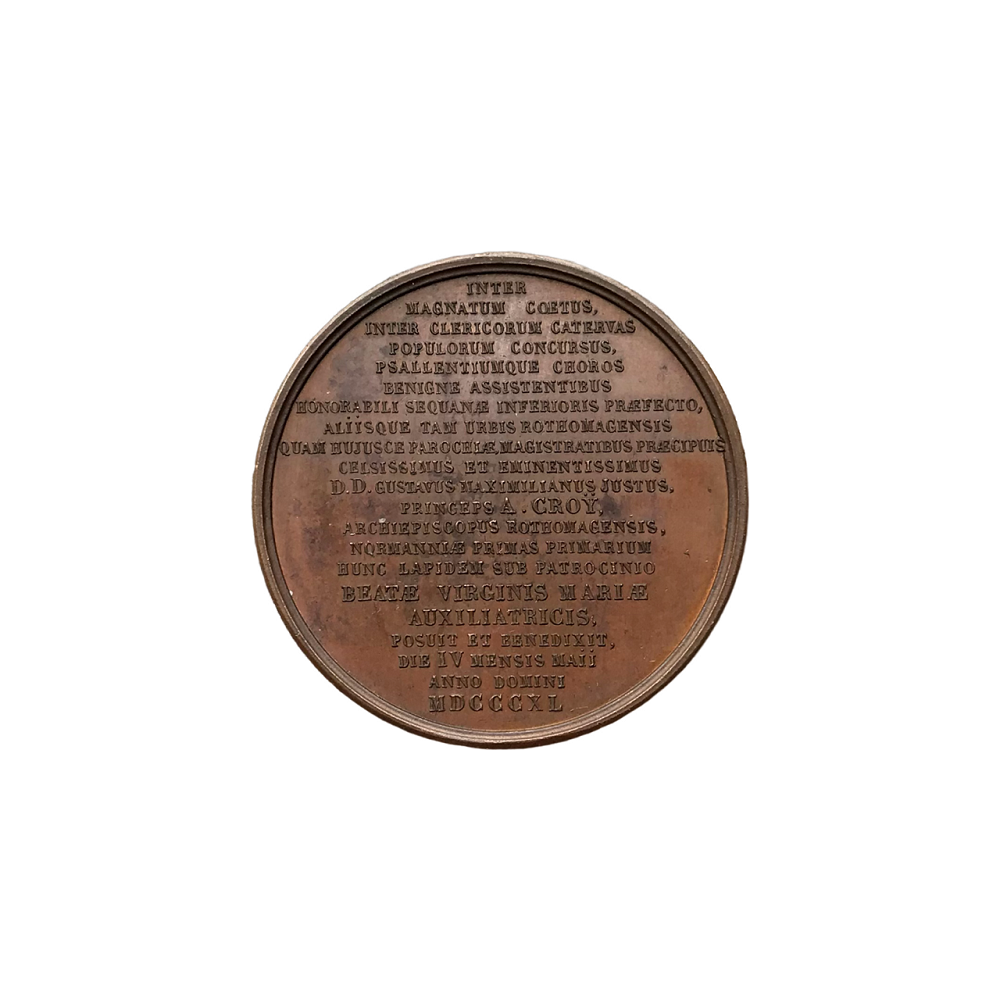 INTER
MAGNATUM CŒTUS,
INTER CLERICORUM CATERVAS
POPULORUM CONCURSUS,
PSALLENTIUMQUE CHOROS
BENIGNE ASSISTENTIBUS
HONORABILI SEQUANÆ INFERIORIS PRÆFECTO,
ALIISQUE TAM URBIS ROTHOMAGENSIS
QUAM HUJUSCE PAROCHIÆ, MAGISTRATIBUS PRÆCIPUIS
CELSISSIMUS ET EMINENTISSIMUS
D.D. GUSTAVUS MAXIMILIANUS JUSTUS,
PRINCEPS A. CROŸ,
ARCHIEPISCOPUS ROTHOMAGENSIS,
NORMANNIÆ PRIMAS PRIMARIUM
HUNC LAPIDEM SUB PATROCINIO
BEATÆ VIRGINIS MARIÆ
AUXILIATRICIS,
POSUIT ET BENEDIXIT,
DIE IV MENSIS MAII
ANNO DOMINI
MDCCCXL